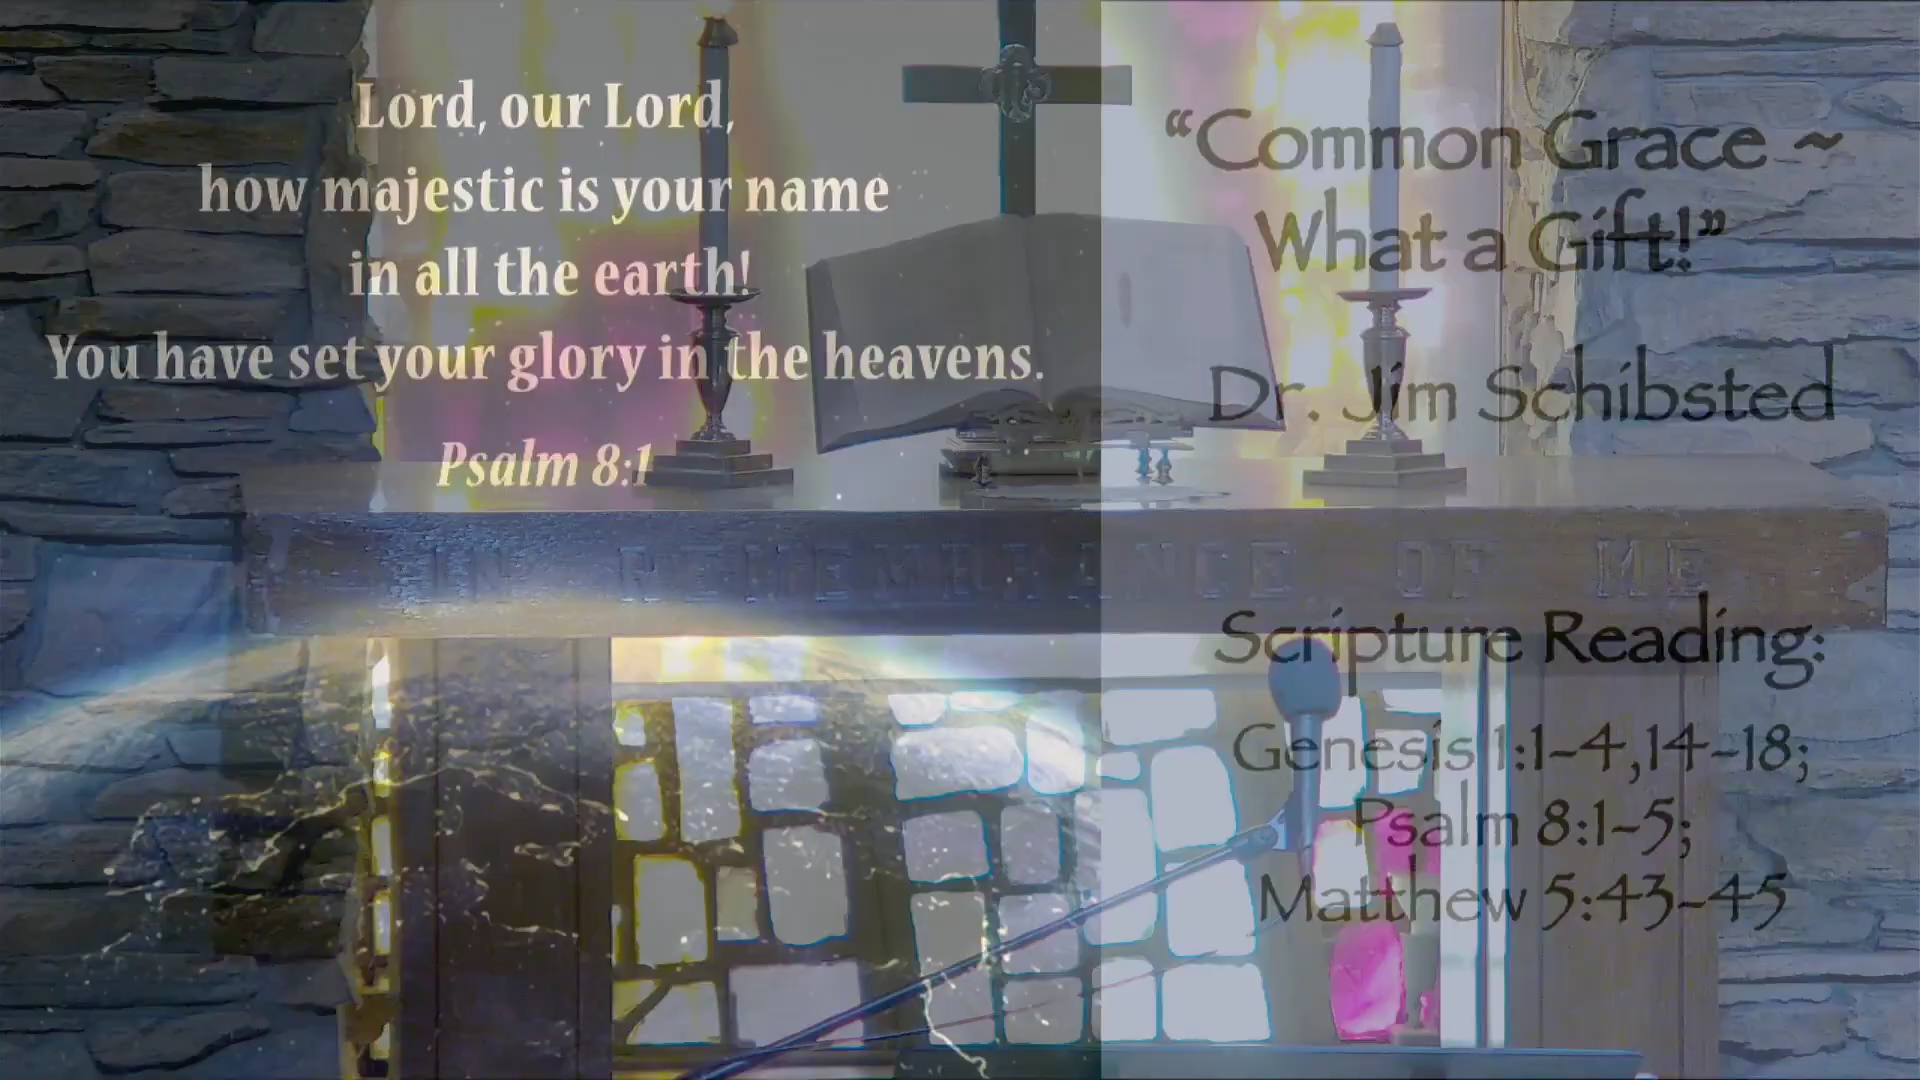 Lord, our Lord,
how majestic is your name
in all the earth!
You have set your glory in the heavens.
Psalm 8:1
“Common Grace ~
What a Gift!”
Dr. Jim Schibsted
IN REMEMBRANCE OF ME
Scripture Reading:
Genesis 1:1-4,14-18;
Psalm 8:1-5;
Matthew 5:43-45